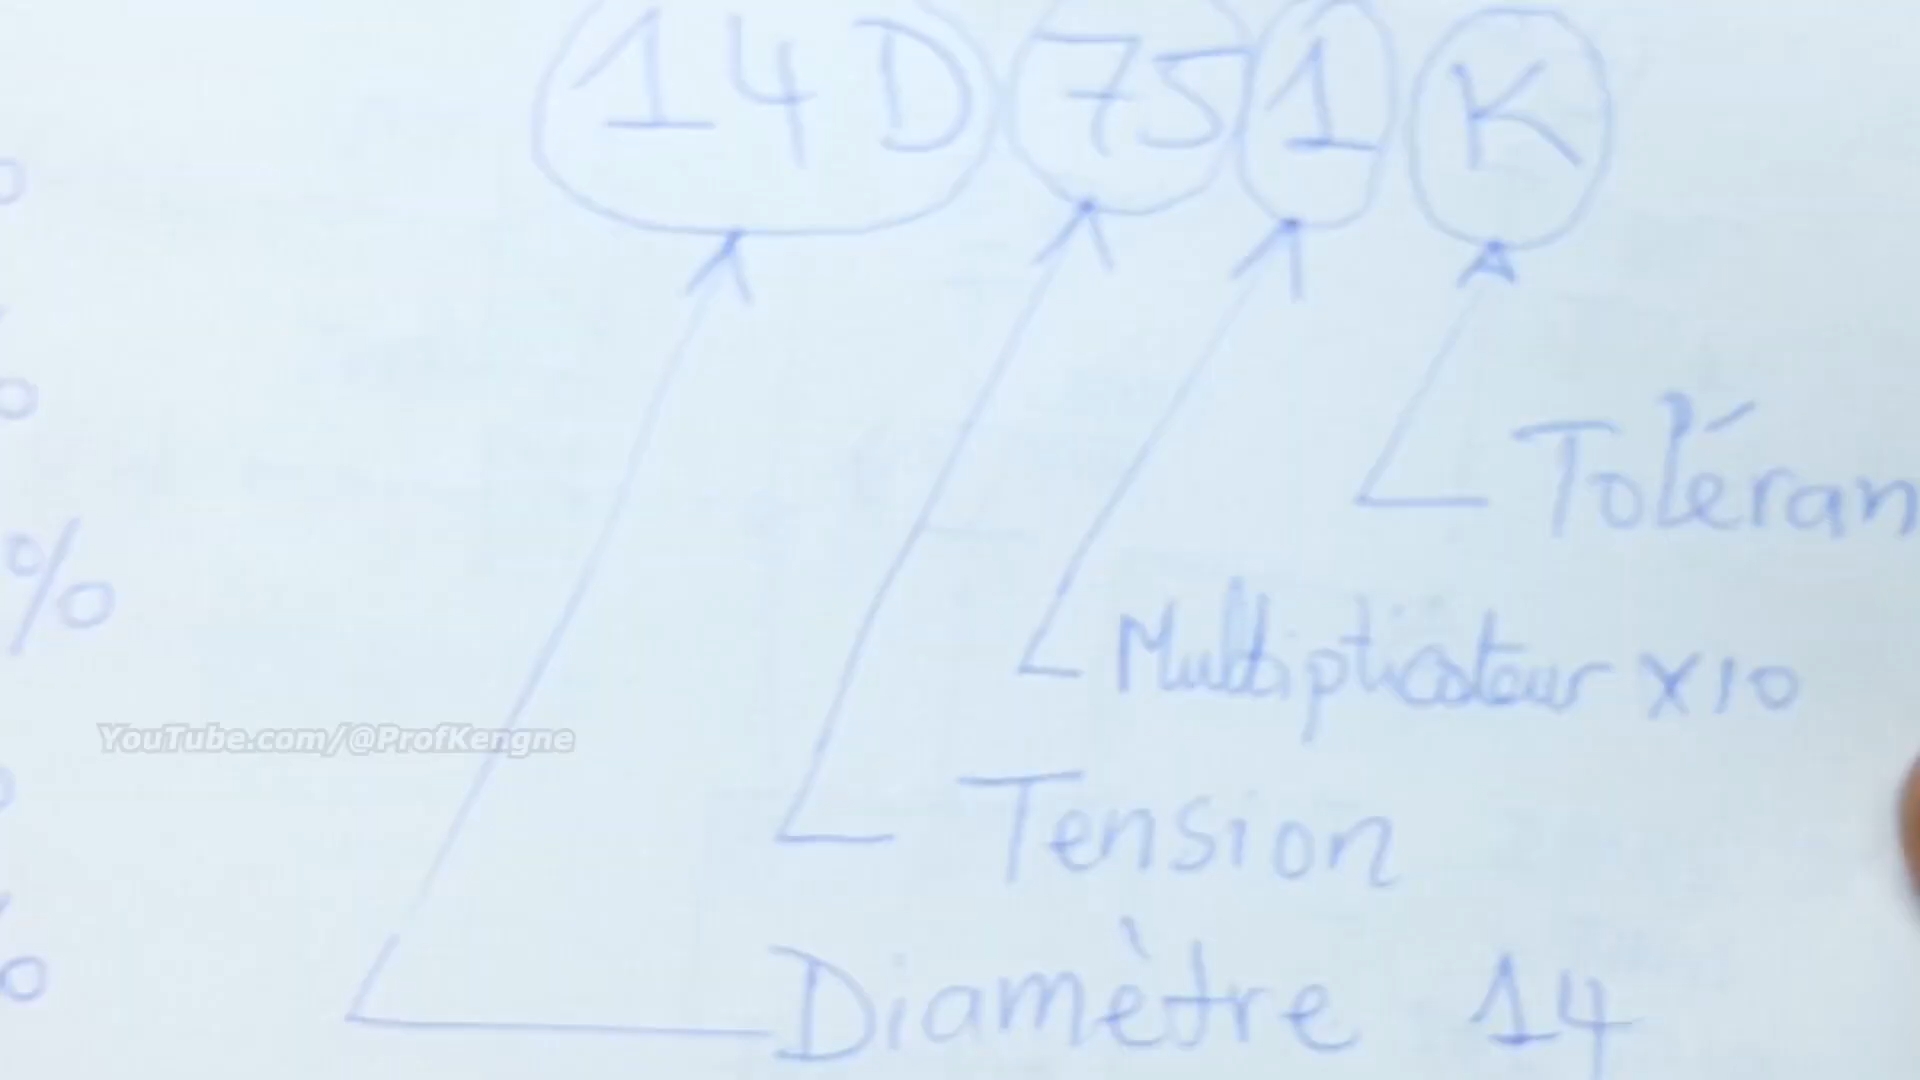 14D 75 1 K
%
Toléran
Multiplicateur x10
YouTube.com/@ProfKengne
Tension
Diamètre 14